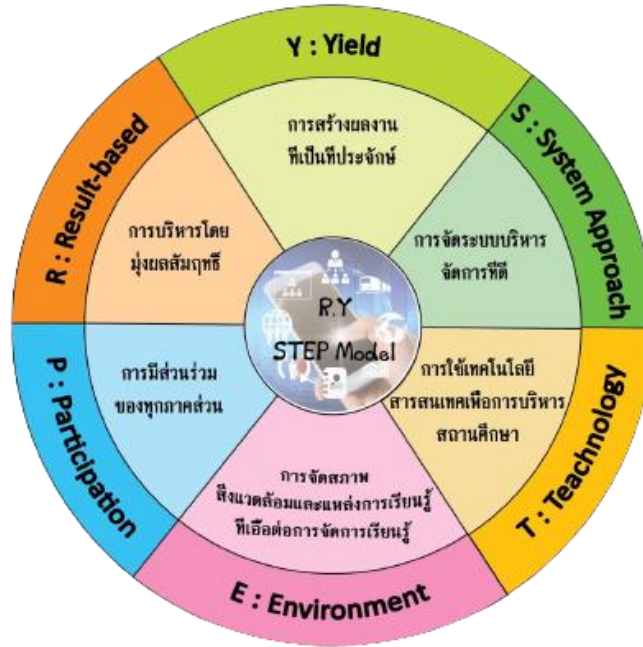 Y : Yield
การสร้างผลงาน
ที่เป็นที่ประจักษ์
S : System Approach
การจัดระบบบริหาร
จัดการที่ดี
T : Teachnology
การใช้เทคโนโลยี
สารสนเทศเพื่อการบริหาร
สถานศึกษา
E : Environment
การจัดสภาพ
สิ่งแวดล้อมและแหล่งการเรียนรู้
ที่เอื้อต่อการจัดการเรียนรู้
P : Participation
การมีส่วนร่วม
ของทุกภาคส่วน
R : Result-based
การบริหารโดย
มุ่งผลสัมฤทธิ์
R.Y
STEP Model